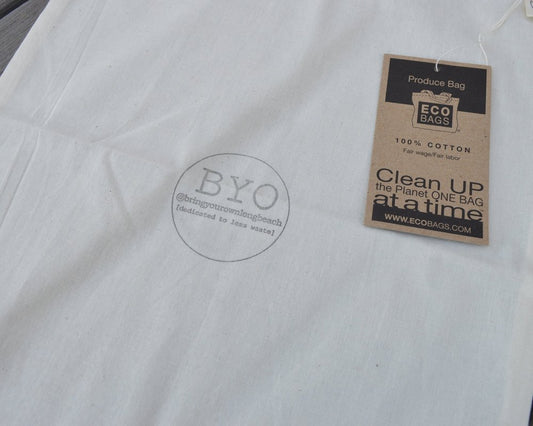 BYO
@bringyourownlongbeach
[dedicated to less waste]
Produce Bag
ECO
BAGS
100% COTTON
Fair wage/Fair labor
Clean UP
the Planet ONE BAG
at a time
WWW.ECOBAGS.COM